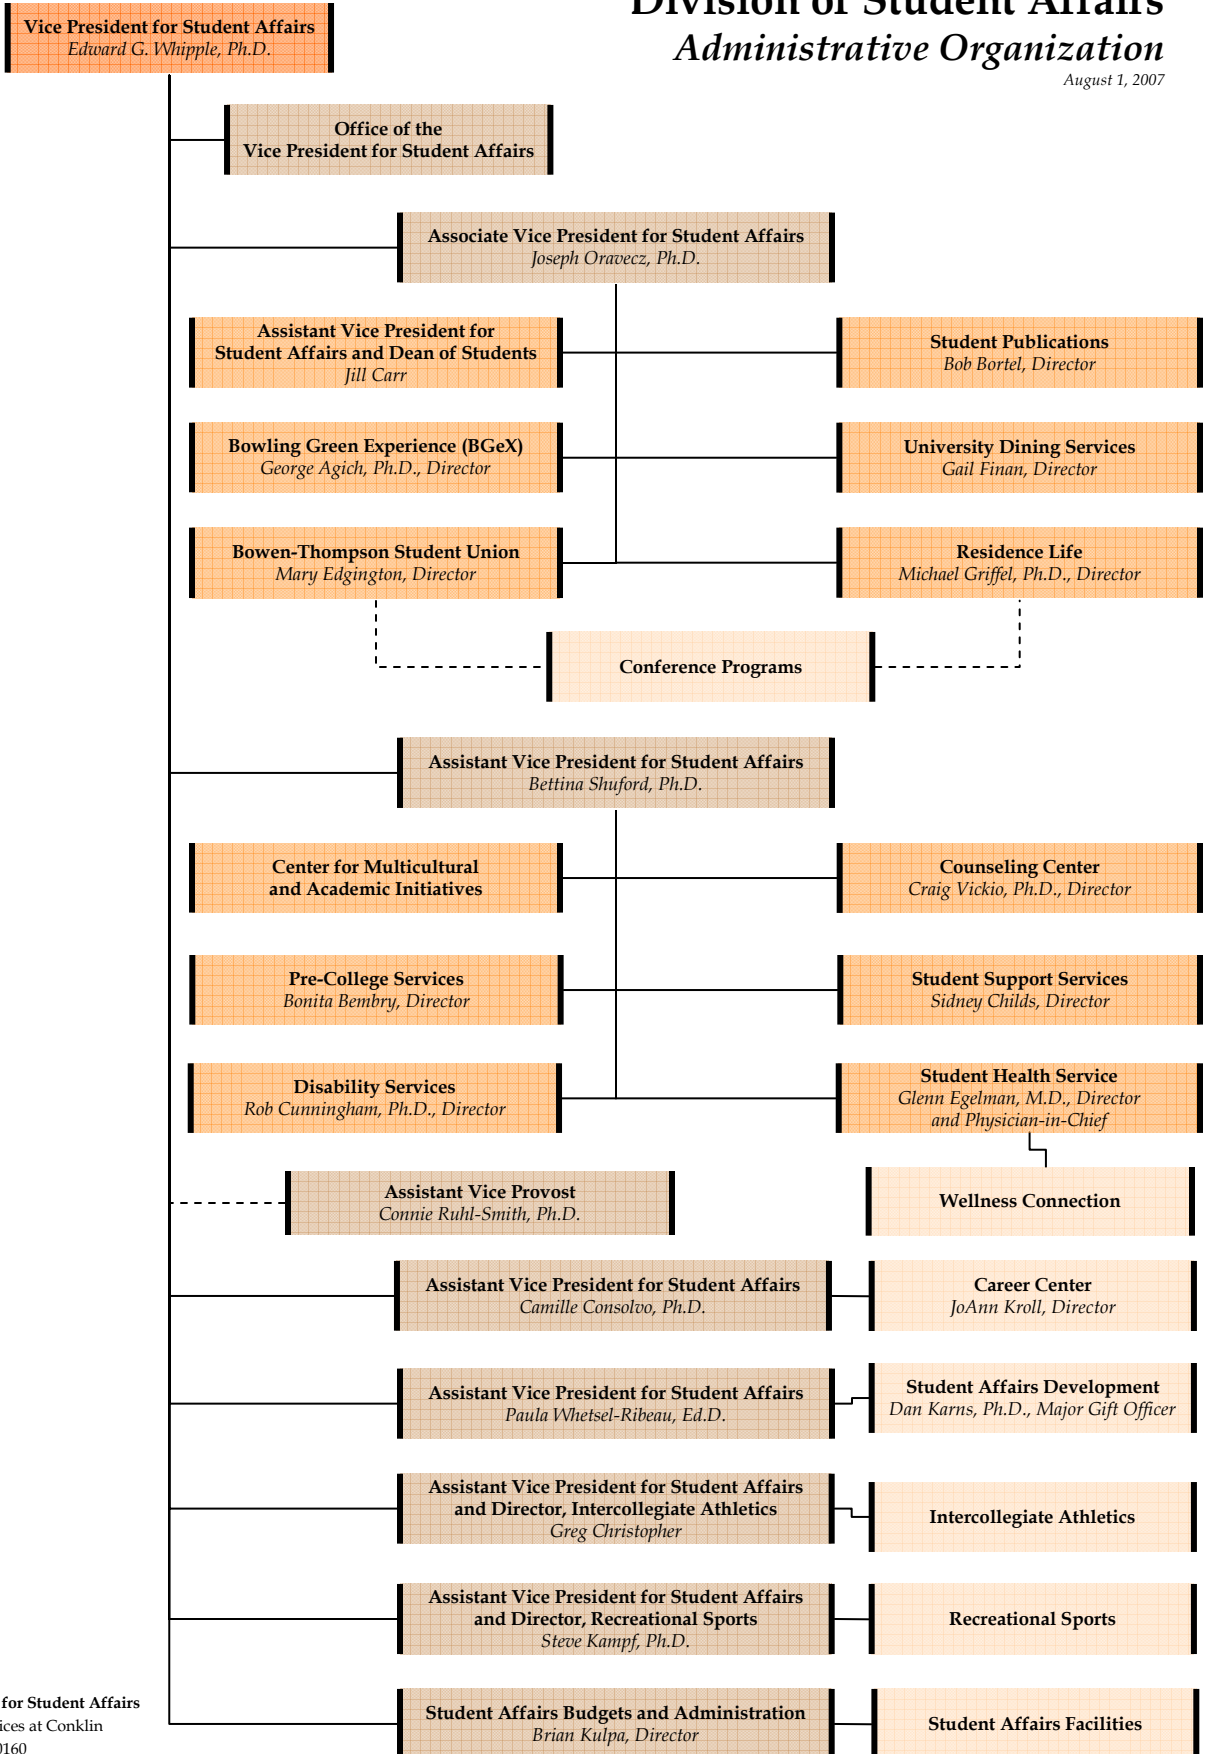 Division of Student Affairs
Administrative Organization
August 1, 2007
Vice President for Student Affairs
Edward G. Whipple, Ph.D.
Office of the
Vice President for Student Affairs
Associate Vice President for Student Affairs
Joseph Oravecz, Ph.D.
Assistant Vice President for
Student Affairs and Dean of Students
Jill Carr
Student Publications
Bob Bortel, Director
Bowling Green Experience (BGeX)
George Agich, Ph.D., Director
University Dining Services
Gail Finan, Director
Bowen-Thompson Student Union
Mary Edgington, Director
Residence Life
Michael Griffel, Ph.D., Director
Conference Programs
Assistant Vice President for Student Affairs
Bettina Shuford, Ph.D.
Center for Multicultural
and Academic Initiatives
Counseling Center
Craig Vickio, Ph.D., Director
Pre-College Services
Bonita Bembry, Director
Student Support Services
Sidney Childs, Director
Disability Services
Rob Cunningham, Ph.D., Director
Student Health Service
Glenn Egelman, M.D., Director
and Physician-in-Chief
Wellness Connection
Assistant Vice Provost
Connie Ruhl-Smith, Ph.D.
Assistant Vice President for Student Affairs
Camille Consolvo, Ph.D.
Career Center
JoAnn Kroll, Director
Assistant Vice President for Student Affairs
Paula Whetsel-Ribeau, Ed.D.
Student Affairs Development
Dan Karns, Ph.D., Major Gift Officer
Assistant Vice President for Student Affairs
and Director, Intercollegiate Athletics
Greg Christopher
Intercollegiate Athletics
Assistant Vice President for Student Affairs
and Director, Recreational Sports
Steve Kampf, Ph.D.
Recreational Sports
Student Affairs Budgets and Administration
Brian Kulpa, Director
Student Affairs Facilities
for Student Affairs
ices at Conklin
0160